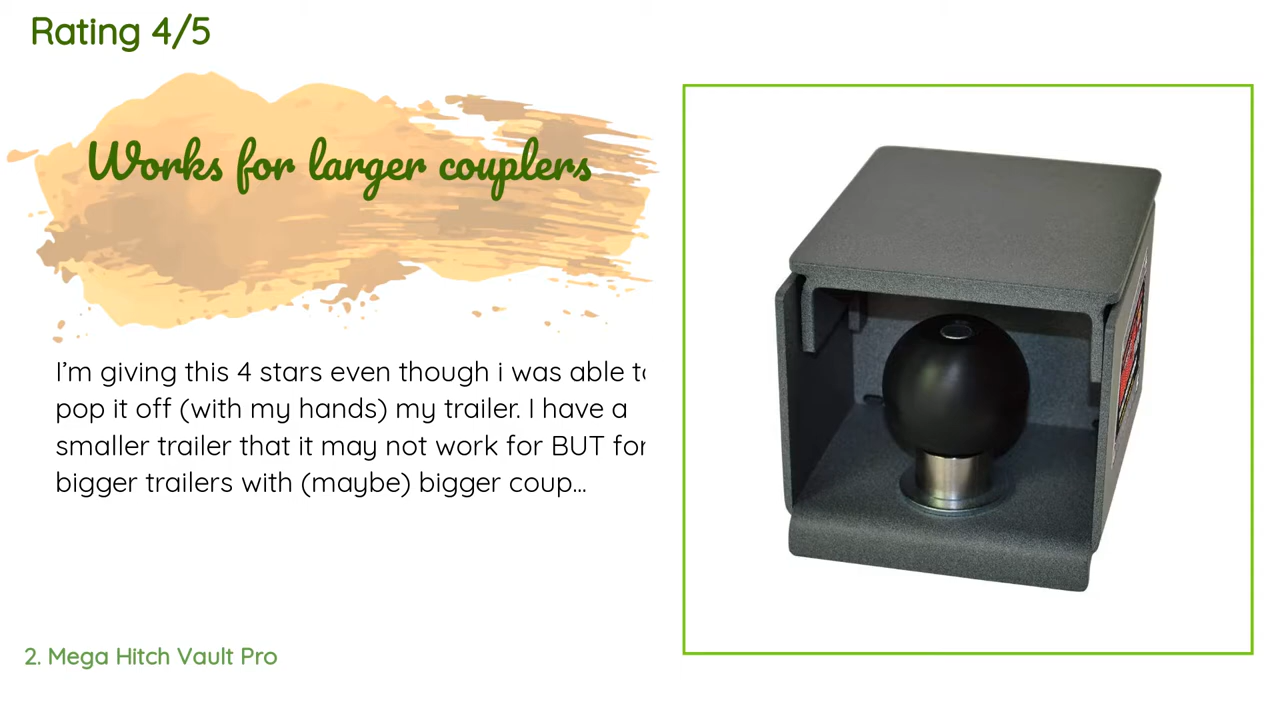 Rating 4/5
Works for larger couplers
I’m giving this 4 stars even though i was able to
pop it off (with my hands) my trailer. I have a
smaller trailer that it may not work for BUT for
bigger trailers with (maybe) bigger coup...
2. Mega Hitch Vault Pro